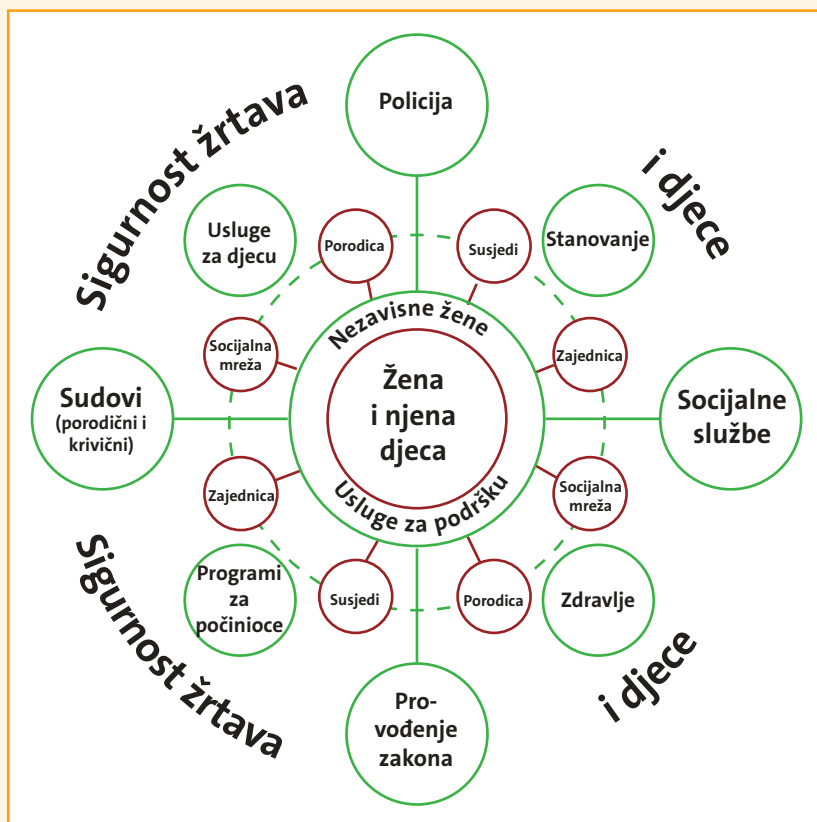 Sigurnost žrtava
i djece
Policija
Usluge
za djecu
Porodica
Susjedi
Stanovanje
Socijalna
mreža
Nezavisne žene
Zajednica
Sudovi
(porodični i
krivični)
Žena
i njena
djeca
Socijalne
službe
Zajednica
Usluge za podršku
Socijalna
mreža
Programi
za
počinioce
Susjedi
Porodica
Zdravlje
Pro-
vođenje
zakona
Sigurnost žrtava
i djece